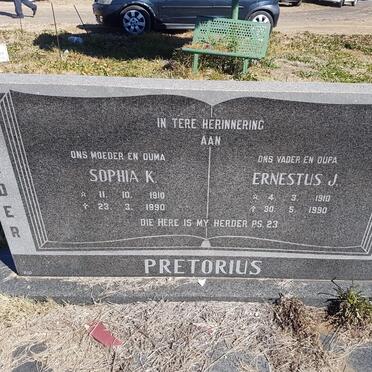 IN TERE HERINNERING
AAN
ONS MOEDER EN OUMA
SOPHIA K.
☆ 11. 10. 1910
✝ 23. 3. 1990
ONS VADER EN OUPA
ERNESTUS J.
☆ 4. 3. 1910
✝ 30. 5. 1990
DIE HERE IS MY HERDER PS. 23
PRETORIUS
DER